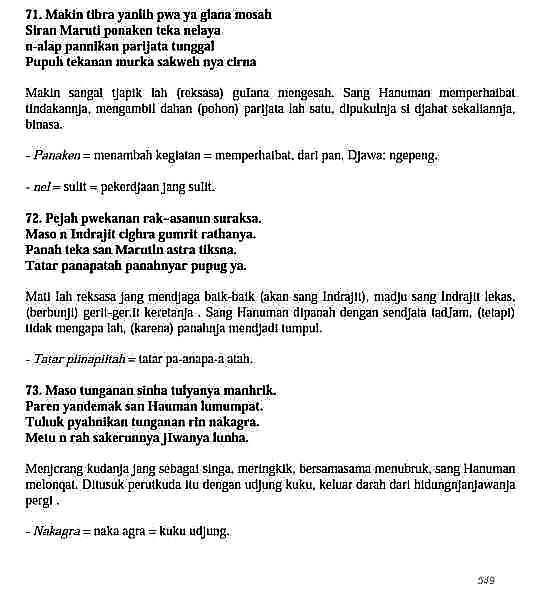 71. Makin tibra yanlih pwa ya glana mosah
Siran Maruti ponaken teka nelaya
n-alap pannikan parijata tunggal
Pupuh tekanan murka sakweh nya cirna
Makin sangat tjapik lah (reksasa) gulana mengesah. Sang Hanuman memperhaibat
tindakannja, mengambil dahan (pohon) parijata lah satu, dipukulnja si djahat sekaliannja,
binasa.
- Panaken = menambah kegiatan = memperhaibat, dari pan, Djawa: ngepeng.
- nel = sulit = pekerdjaan jang sulit.
72. Pejah pwekanan rak-asanun suraksa.
Maso n Indrajit cighra gumrit rathanya.
Panah teka san Marutin astra tiksna.
Tatar panapatah panahnyar pupug ya.
Mati lah reksasa jang mendjaga baik-baik (akan sang Indrajit), madju sang Indrajit lekas,
(berbunji) gerit-ger.it keretanja . Sang Hanuman dipanah dengan sendjata tadjam, (tetapi)
tidak mengapa lah, (karena) panahnja mendjadi tumpul.
- Tatar pinapitah = tatar pa-anapa-a atah.
73. Maso tunganan sinha tulyanya manhrik.
Paren yandemak san Hauman lumumpat.
Tuhuk pyahnikan tunganan rin nakagra.
Metu n rah sakerunnya jIwanya lunha.
Menjcrang kudanja jang sebagai singa, meringkik, bersamasama menubruk, sang Hanuman
melonqat. Ditusuk perutkuda itu dengan udjung kuku, keluar darah dari hidungnjanjawanja
pergi .
- Nakagra = naka agra = kuku udjung.
589